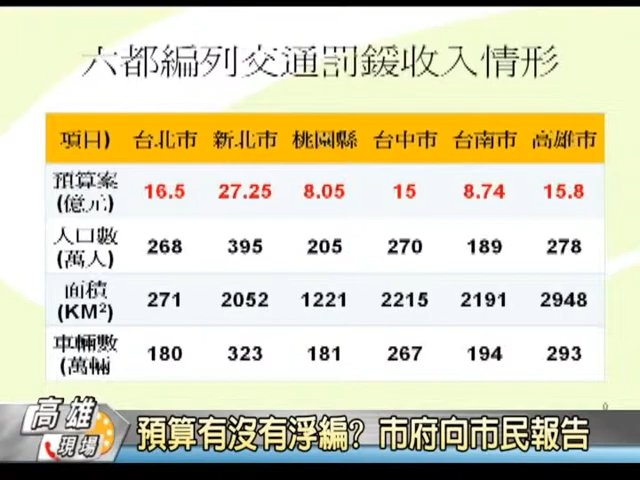 六都編列交通罰鍰收入情形
項目) 台北市 新北市 桃園縣 台中市 台南市 高雄市
預算案
(億元) 16.5 27.25 8.05 15 8.74 15.8
人口數
(萬人) 268 395 205 270 189 278
面積
(KM²) 271 2052 1221 2215 2191 2948
車輛數
(萬輛 180 323 181 267 194 293
高雄
現場
預算有沒有浮編? 市府向市民報告